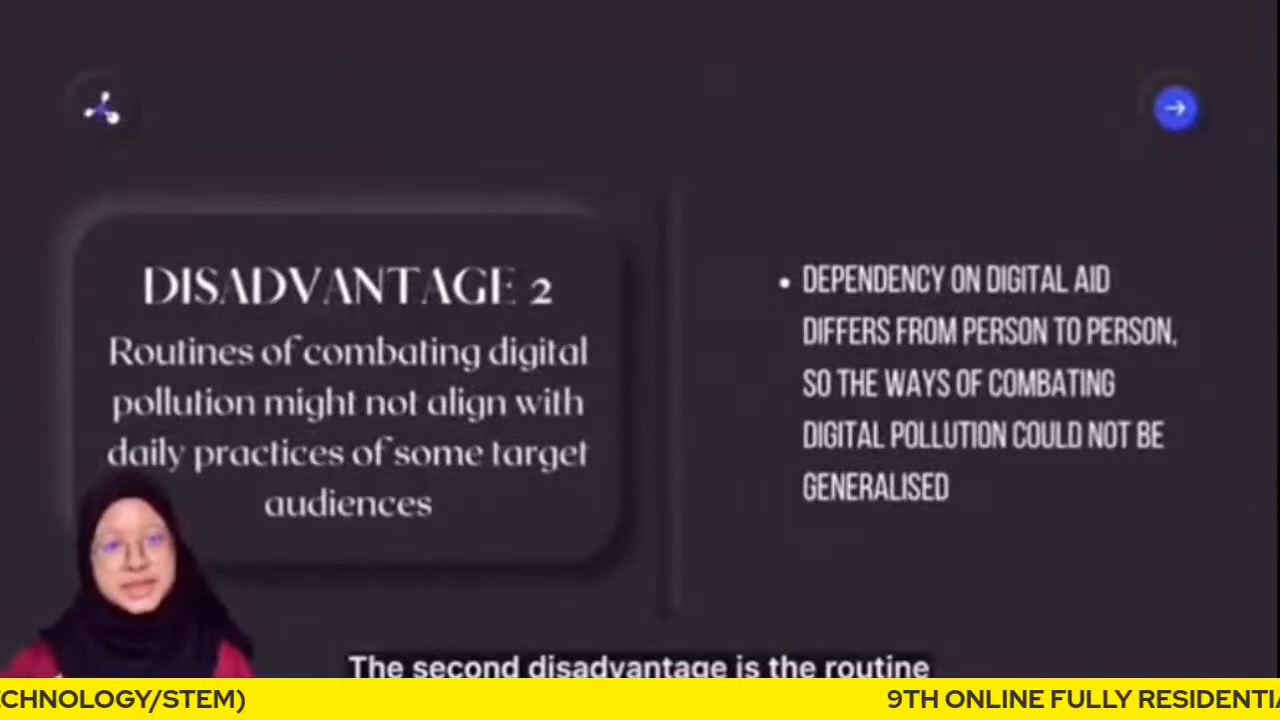 DISADVANTAGE 2
Routines of combating digital
pollution might not align with
daily practices of some target
audiences
• DEPENDENCY ON DIGITAL AID
DIFFERS FROM PERSON TO PERSON,
SO THE WAYS OF COMBATING
DIGITAL POLLUTION COULD NOT BE
GENERALISED
The second disadvantage is the routine
ECHNOLOGY/STEM)
9TH ONLINE FULLY RESIDENTIA